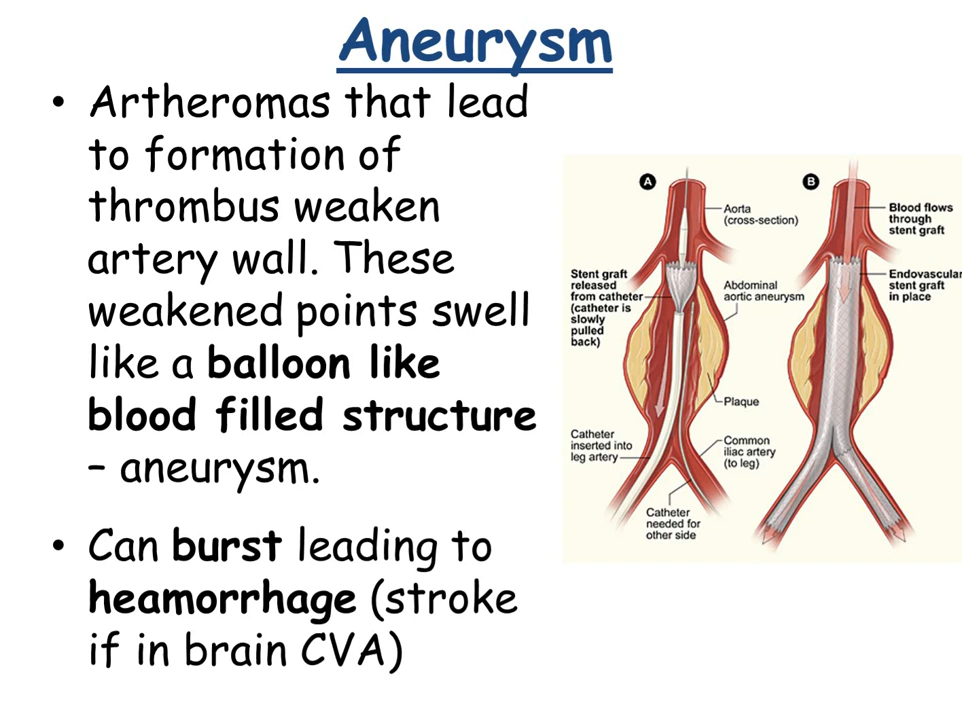 Aneurysm
• Artheromas that lead
to formation of
thrombus weaken
artery wall. These
weakened points swell
like a balloon like
blood filled structure
– aneurysm.
• Can burst leading to
heamorrhage (stroke
if in brain CVA)
A
Aorta
(cross-section)
Stent graft
released
from catheter
(catheter is
slowly
pulled
back)
Abdominal
aortic aneurysm
Plaque
Catheter
inserted into
leg artery
Common
iliac artery
(to leg)
Catheter
needed for
other side
B
Blood flows
through
stent graft
Endovascular
stent graft
in place